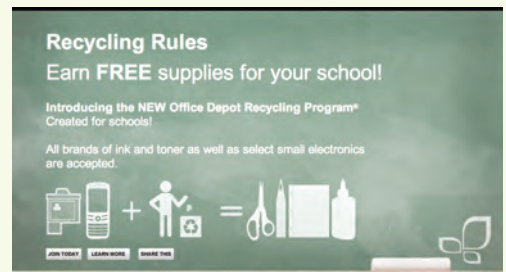 Recycling Rules
Earn FREE supplies for your school!
Introducing the NEW Office Depot Recycling Program®
Created for schools!
All brands of ink and toner as well as select small electronics
are accepted.
+ =
JOIN TODAY LEARN MORE SHARE THIS